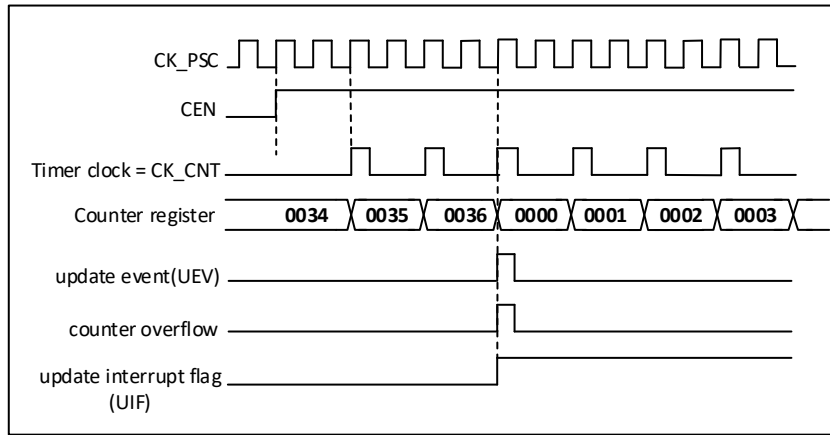 CK_PSC
CEN
Timer clock = CK_CNT
Counter register 0034 0035 0036 0000 0001 0002 0003
update event(UEV)
counter overflow
update interrupt flag
(UIF)